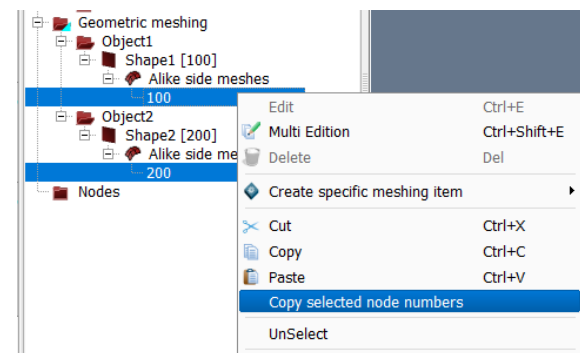 Geometric meshing
Object1
Shape1 [100]
Alike side meshes
100
Object2
Shape2 [200]
Alike side me
200
Nodes
Edit Ctrl+E
Multi Edition Ctrl+Shift+E
Delete Del
Create specific meshing item
Cut Ctrl+X
Copy Ctrl+C
Paste Ctrl+V
Copy selected node numbers
UnSelect